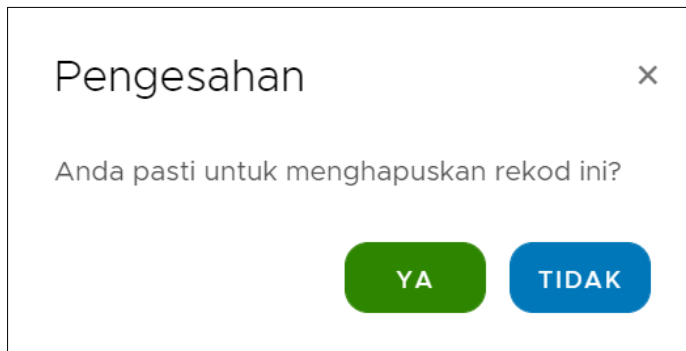 Pengesahan
×
Anda pasti untuk menghapuskan rekod ini?
YA
TIDAK